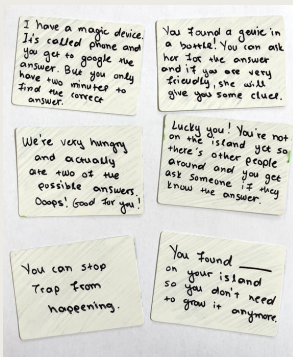 I have a magic device.
It's called phone and
you get to google the
answer. But you only
have two minutes to
find the correct
answer.
You found a genie in
a bottle! You can ask
her for the answer
and if you are very
friendly, she will
give you some clues.
We're very hungry
and actually
ate two of the
possible answers.
Ooops! Good for you!
Lucky you! You're not
on the island yet so
there's other people
around and you get
ask someone if they
know the answer.
You can stop
Trap from
happening.
You found ____
on your island
so you don't need
to grow it anymore.